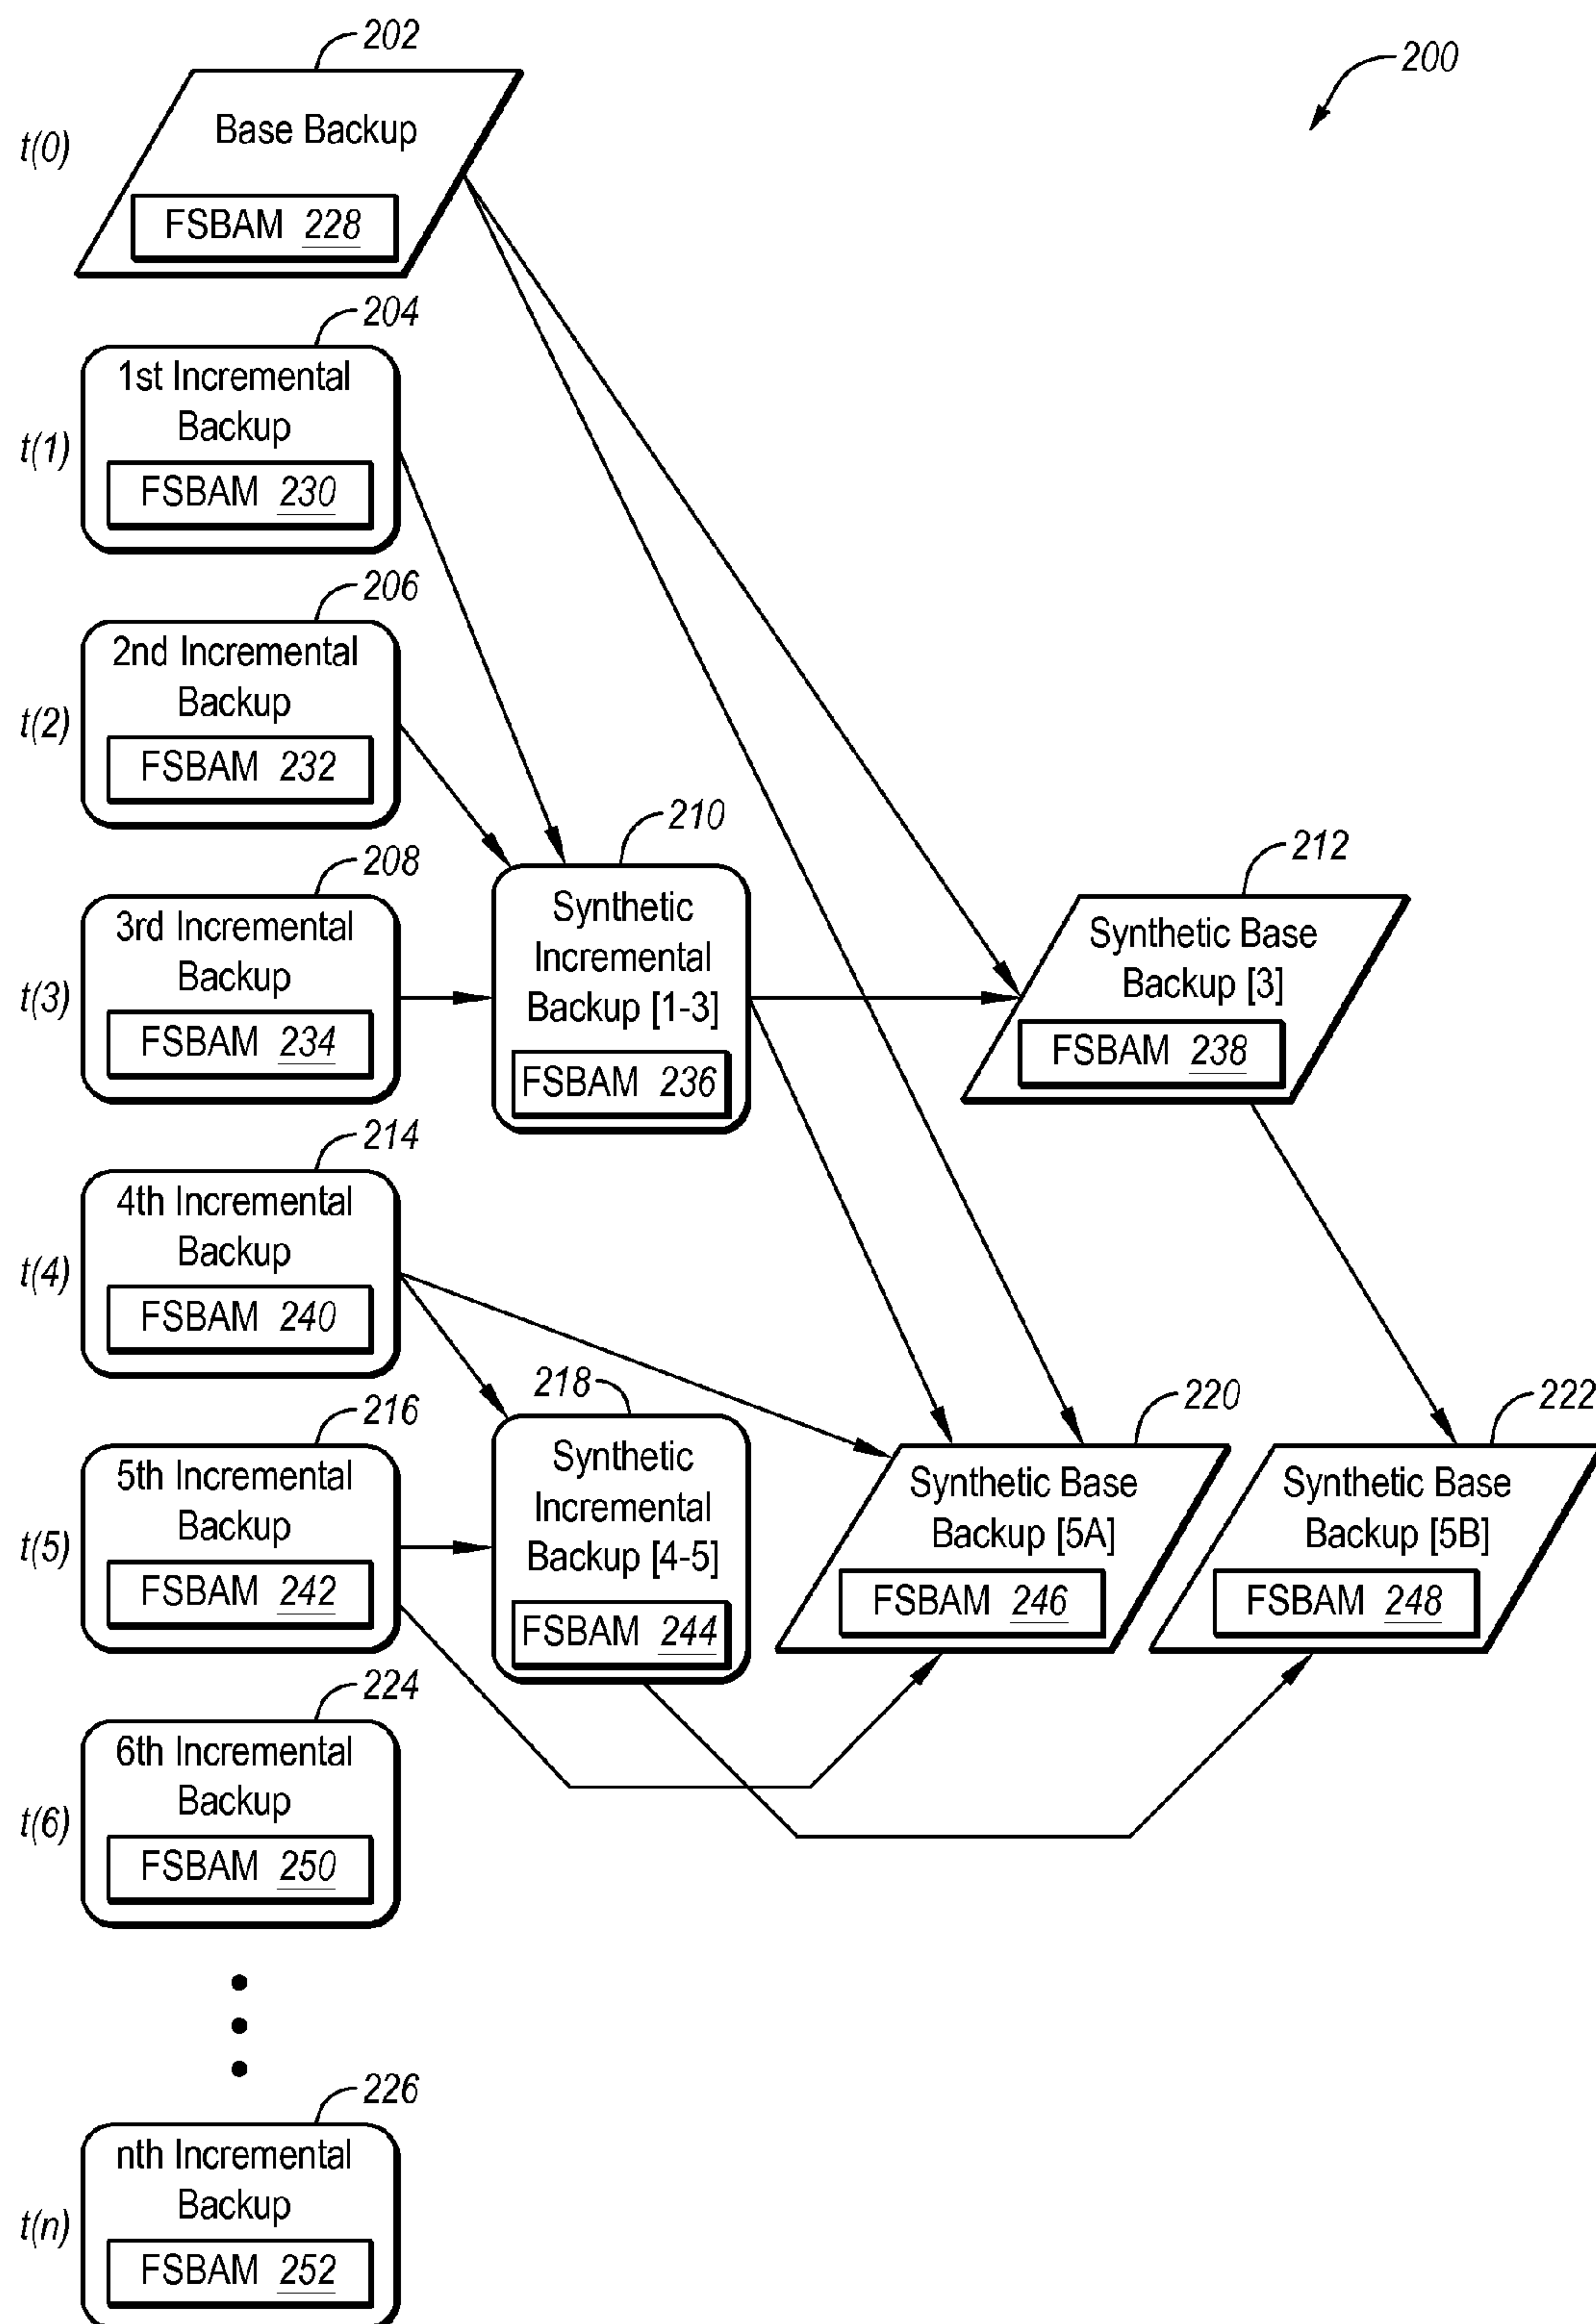 202
200
t(0)
Base Backup
FSBAM 228
204
t(1)
1st Incremental
Backup
FSBAM 230
206
t(2)
2nd Incremental
Backup
FSBAM 232
210
212
208
t(3)
3rd Incremental
Backup
FSBAM 234
Synthetic
Incremental
Backup [1-3]
FSBAM 236
Synthetic Base
Backup [3]
FSBAM 238
214
t(4)
4th Incremental
Backup
FSBAM 240
218
220
222
216
t(5)
5th Incremental
Backup
FSBAM 242
Synthetic
Incremental
Backup [4-5]
FSBAM 244
Synthetic Base
Backup [5A]
FSBAM 246
Synthetic Base
Backup [5B]
FSBAM 248
224
t(6)
6th Incremental
Backup
FSBAM 250
226
t(n)
nth Incremental
Backup
FSBAM 252